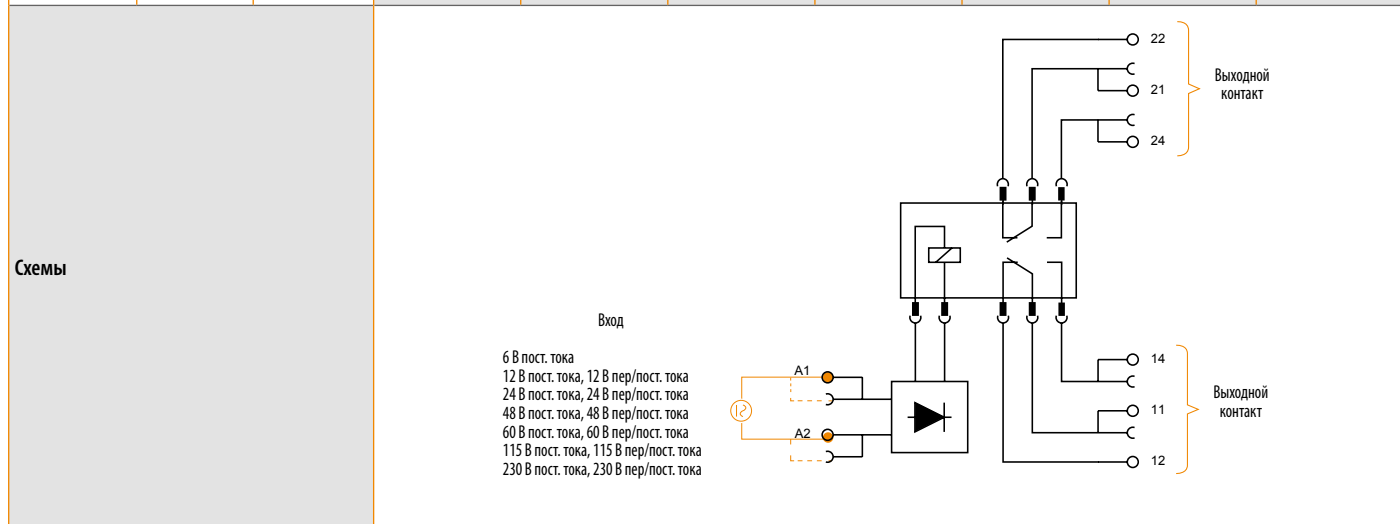 Схемы
22
21
24
Выходной
контакт
Вход
6 В пост. тока
12 В пост. тока, 12 В пер/пост. тока
24 В пост. тока, 24 В пер/пост. тока
48 В пост. тока, 48 В пер/пост. тока
60 В пост. тока, 60 В пер/пост. тока
115 В пост. тока, 115 В пер/пост. тока
230 В пост. тока, 230 В пер/пост. тока
A1
A2
14
11
12
Выходной
контакт